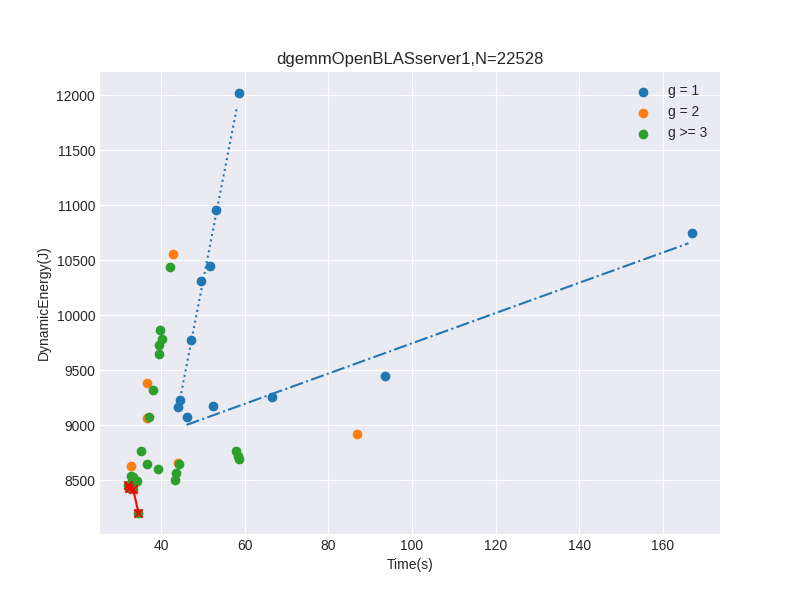 dgemmOpenBLASserver1,N=22528
g = 1
g = 2
g >= 3
DynamicEnergy(J)
12000
11500
11000
10500
10000
9500
9000
8500
40 60 80 100 120 140 160
Time(s)